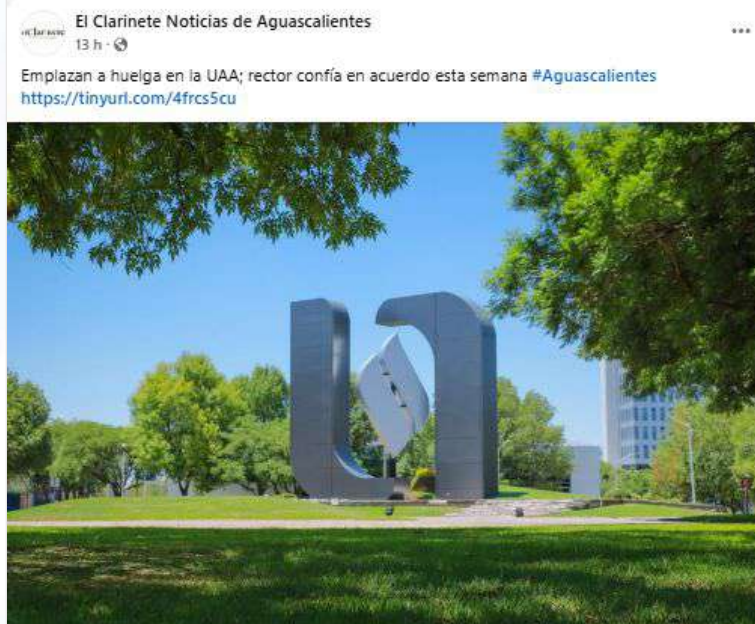 El Clarinete Noticias de Aguascalientes
13 h ·
Emplazan a huelga en la UAA; rector confía en acuerdo esta semana #Aguascalientes
https://tinyurl.com/4frcs5cu